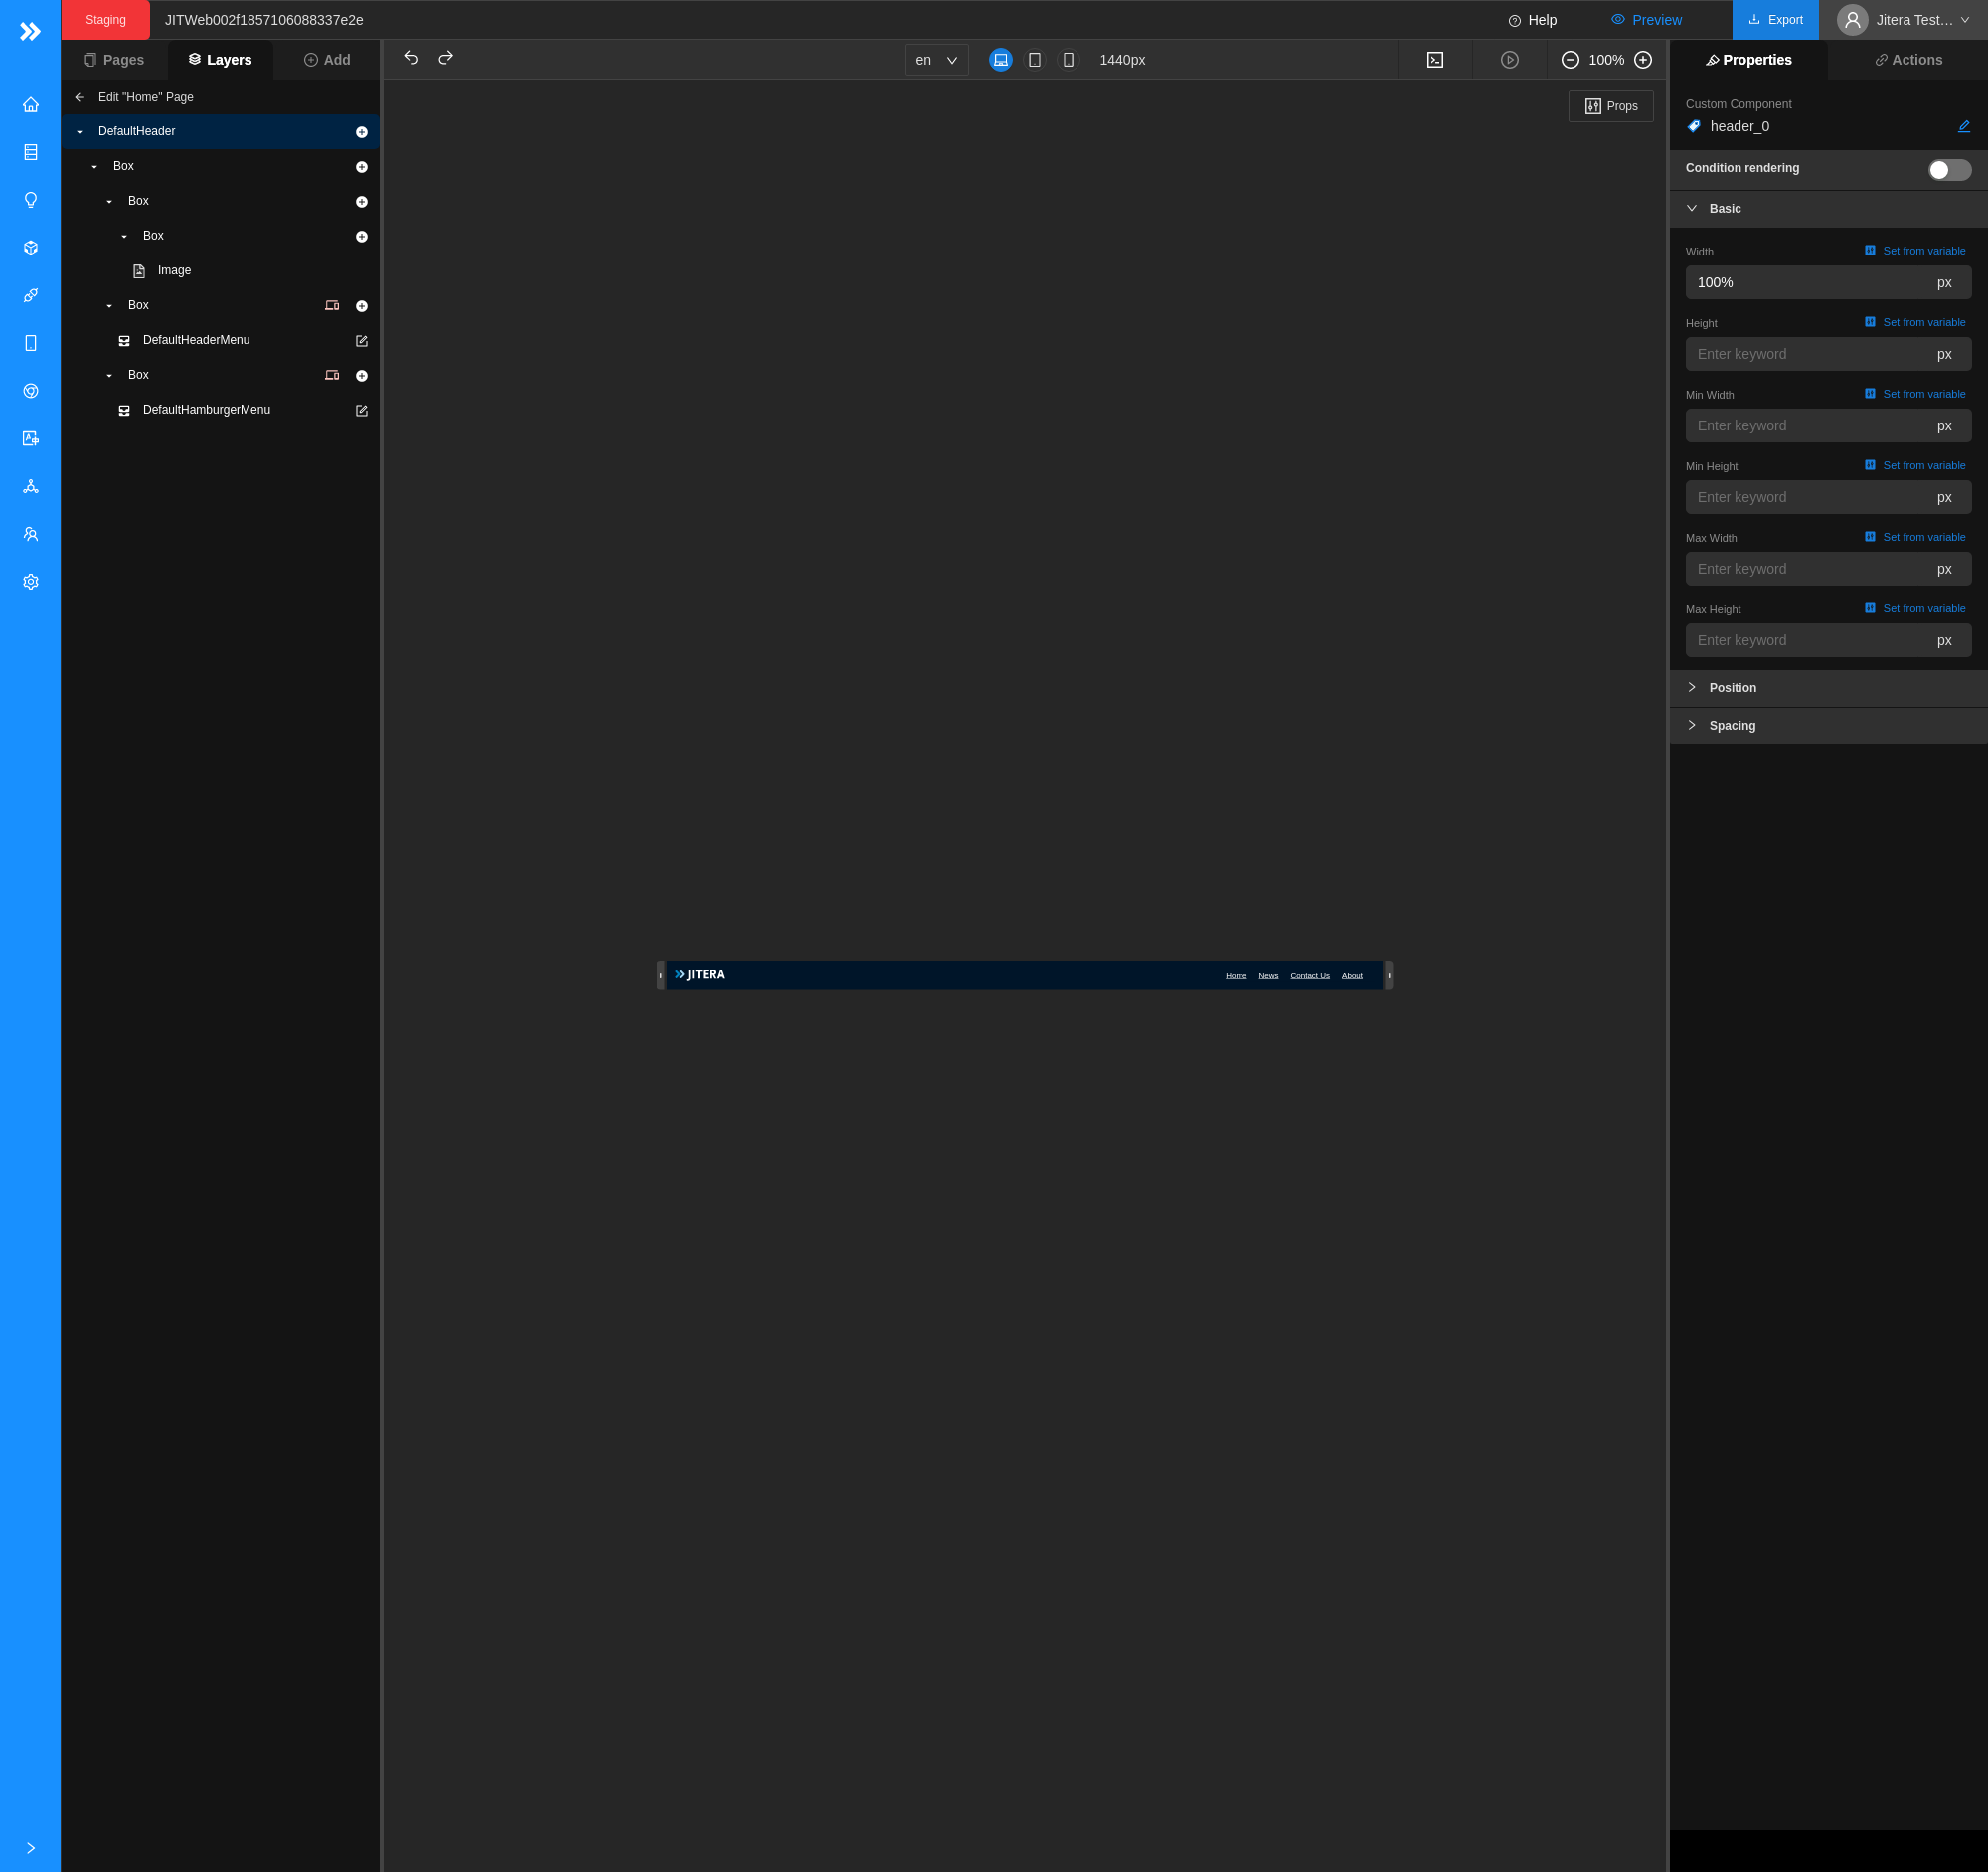 Staging
JITWeb002f1857106088337e2e
Help
Preview
Export
Jitera Test…
Pages
Layers
Add
en
1440px
100%
Properties
Actions
Edit "Home" Page
Props
Custom Component
header_0
DefaultHeader
Box
Box
Box
Image
Box
DefaultHeaderMenu
Box
DefaultHamburgerMenu
Condition rendering
Basic
Width
Set from variable
100%
px
Height
Set from variable
Enter keyword
px
Min Width
Set from variable
Enter keyword
px
Min Height
Set from variable
Enter keyword
px
Max Width
Set from variable
Enter keyword
px
Max Height
Set from variable
Enter keyword
px
Position
Spacing
JITERA
Home
News
Contact Us
About